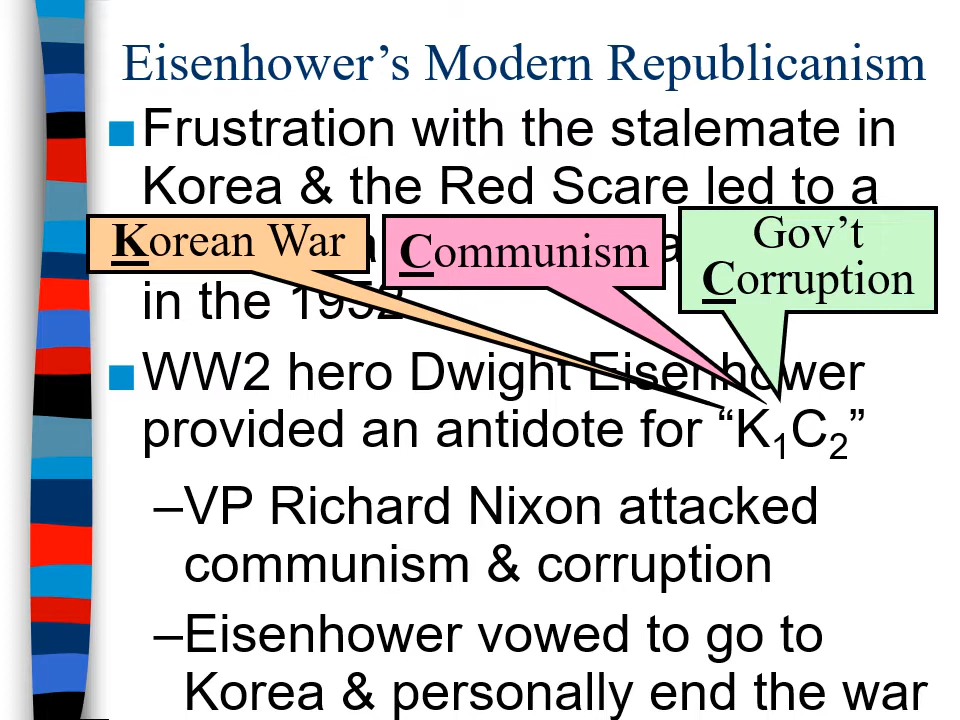 Eisenhower’s Modern Republicanism
■Frustration with the stalemate in
Korea & the Red Scare led to a
Korean War
Communism
Gov’t
Corruption
in the 1952
■WW2 hero Dwight Eisenhower
provided an antidote for “K₁C₂”
–VP Richard Nixon attacked
communism & corruption
–Eisenhower vowed to go to
Korea & personally end the war